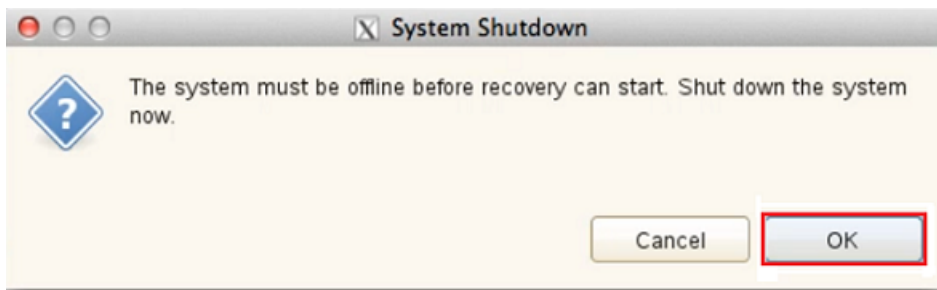 System Shutdown
The system must be offline before recovery can start. Shut down the system
now.
Cancel
OK